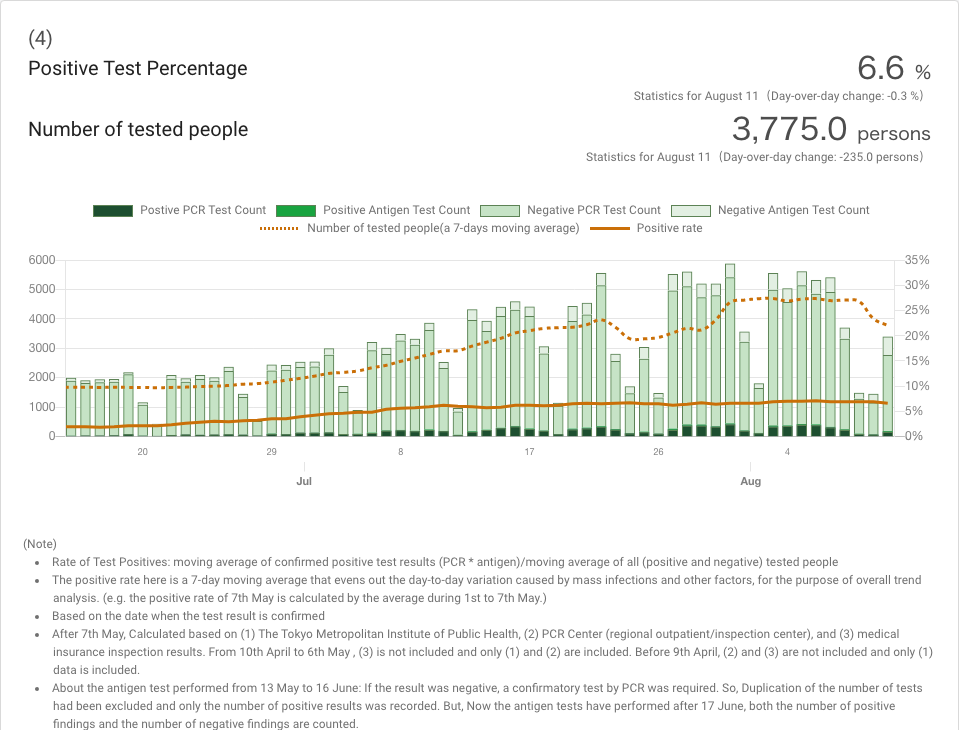 (4)
Positive Test Percentage
6.6 %
Statistics for August 11 (Day-over-day change: -0.3 %)
Number of tested people
3,775.0 persons
Statistics for August 11 (Day-over-day change: -235.0 persons)
Postive PCR Test Count Positive Antigen Test Count Negative PCR Test Count Negative Antigen Test Count
Number of tested people(a 7-days moving average) Positive rate
6000 35%
5000 30%
4000 25%
3000 20%
2000 15%
1000 10%
0 5%
0%
20 29 8 17 26 4
Jul Aug
(Note)
• Rate of Test Positives: moving average of confirmed positive test results (PCR * antigen)/moving average of all (positive and negative) tested people
• The positive rate here is a 7-day moving average that evens out the day-to-day variation caused by mass infections and other factors, for the purpose of overall trend
analysis. (e.g. the positive rate of 7th May is calculated by the average during 1st to 7th May.)
• Based on the date when the test result is confirmed
• After 7th May, Calculated based on (1) The Tokyo Metropolitan Institute of Public Health, (2) PCR Center (regional outpatient/inspection center), and (3) medical
insurance inspection results. From 10th April to 6th May , (3) is not included and only (1) and (2) are included. Before 9th April, (2) and (3) are not included and only (1)
data is included.
• About the antigen test performed from 13 May to 16 June: If the result was negative, a confirmatory test by PCR was required. So, Duplication of the number of tests
had been excluded and only the number of positive results was recorded. But, Now the antigen tests have performed after 17 June, both the number of positive
findings and the number of negative findings are counted.